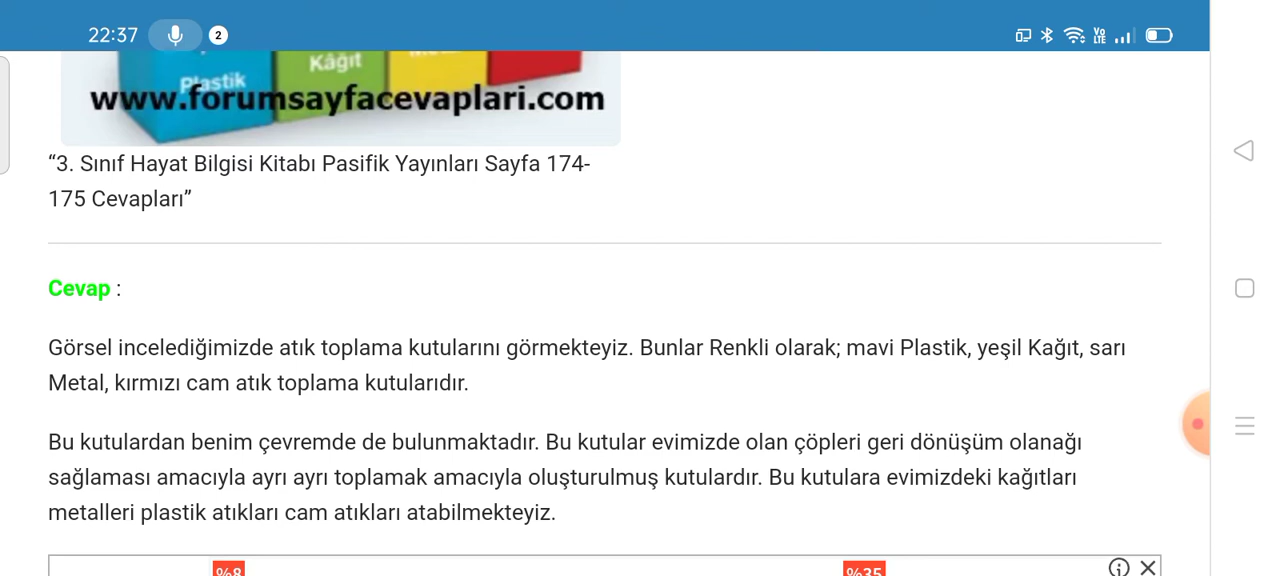 22:37 2
Plastik Kâğıt
www.forumsayfacevaplari.com
“3. Sınıf Hayat Bilgisi Kitabı Pasifik Yayınları Sayfa 174-
175 Cevapları”
Cevap :
Görsel incelediğimizde atık toplama kutularını görmekteyiz. Bunlar Renkli olarak; mavi Plastik, yeşil Kağıt, sarı
Metal, kırmızı cam atık toplama kutularıdır.
Bu kutulardan benim çevremde de bulunmaktadır. Bu kutular evimizde olan çöpleri geri dönüşüm olanağı
sağlaması amacıyla ayrı ayrı toplamak amacıyla oluşturulmuş kutulardır. Bu kutulara evimizdeki kağıtları
metalleri plastik atıkları cam atıkları atabilmekteyiz.
%8 %35